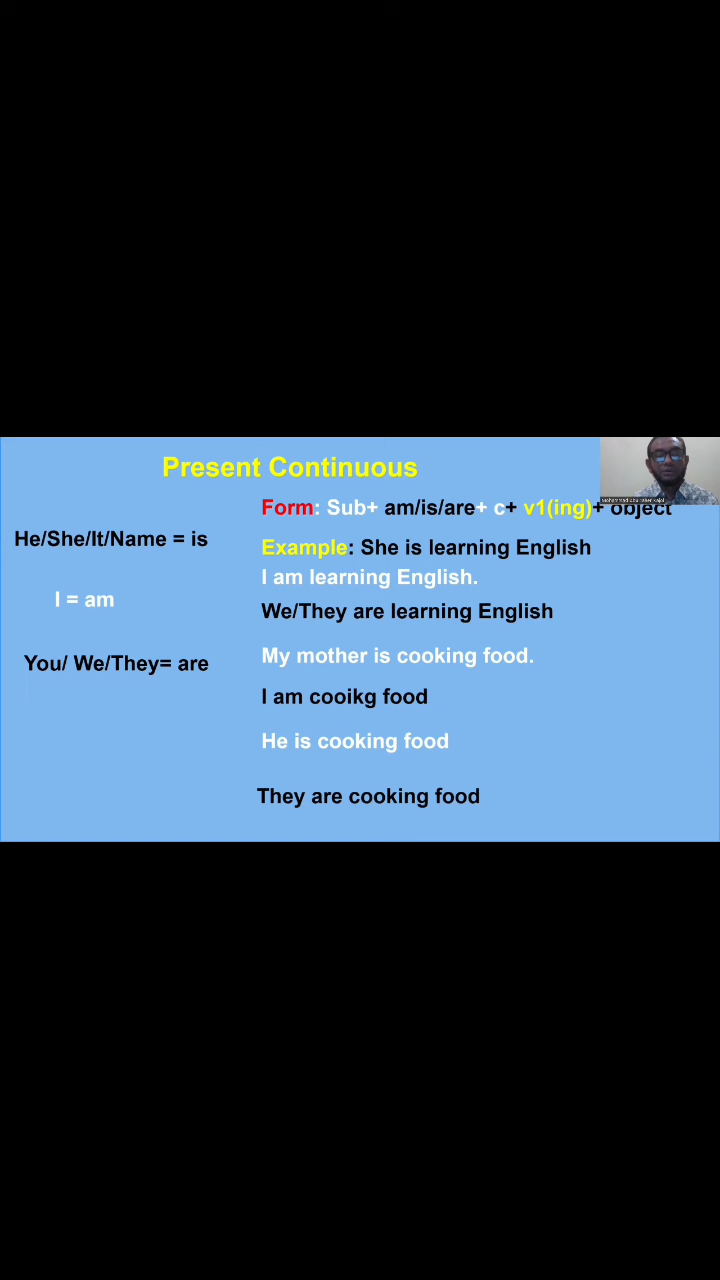 Present Continuous
Form: Sub+ am/is/are+ c+ v1(ing)+ object
He/She/It/Name = is
Example: She is learning English
I am learning English.
I = am
We/They are learning English
You/ We/They= are
My mother is cooking food.
I am cooikg food
He is cooking food
They are cooking food
Mohammad